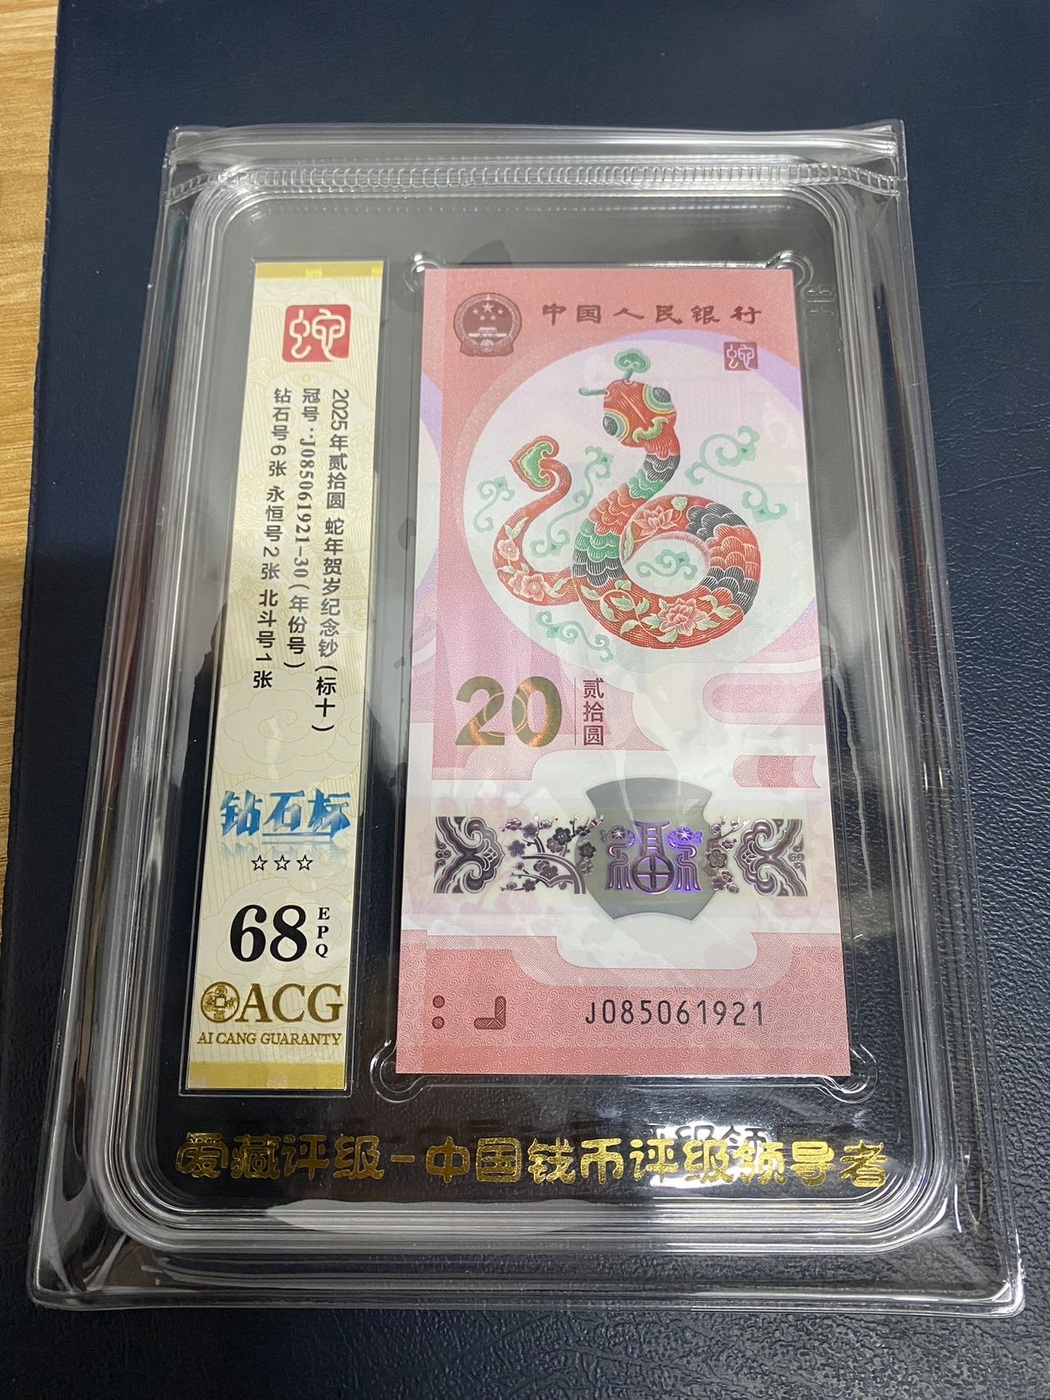 蛇
2025年贰拾圆 蛇年贺岁纪念钞(标十)
冠号:J085061921-30(年份号)
钻石号6张 永恒号2张 北斗号1张
钻石标
☆☆☆
68 EPQ
ACG
AI CANG GUARANTY
中国人民银行
蛇
20 贰拾圆
福
J085061921
爱藏评级-中国钱币评级领导者